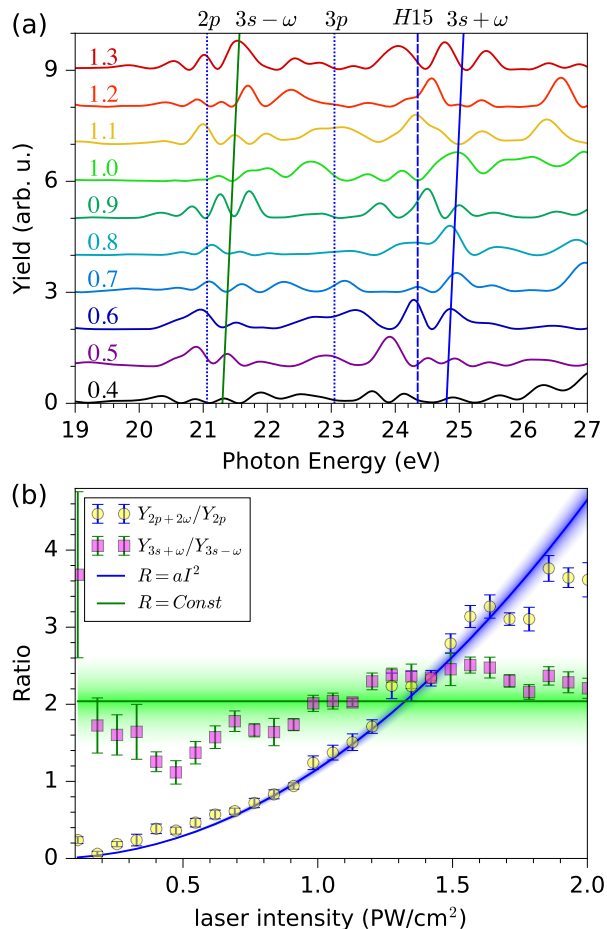 (a)
2p 3s − ω 3p H15 3s + ω
Yield (arb. u.)
9
6
3
0
1.3
1.2
1.1
1.0
0.9
0.8
0.7
0.6
0.5
0.4
19 20 21 22 23 24 25 26 27
Photon Energy (eV)
(b)
Y₂ₚ₊₂ω/Y₂ₚ
Y₃ₛ₊ω/Y₃ₛ₋ω
R = aI²
R = Const
Ratio
4
3
2
1
0
0.5 1.0 1.5 2.0
laser intensity (PW/cm²)